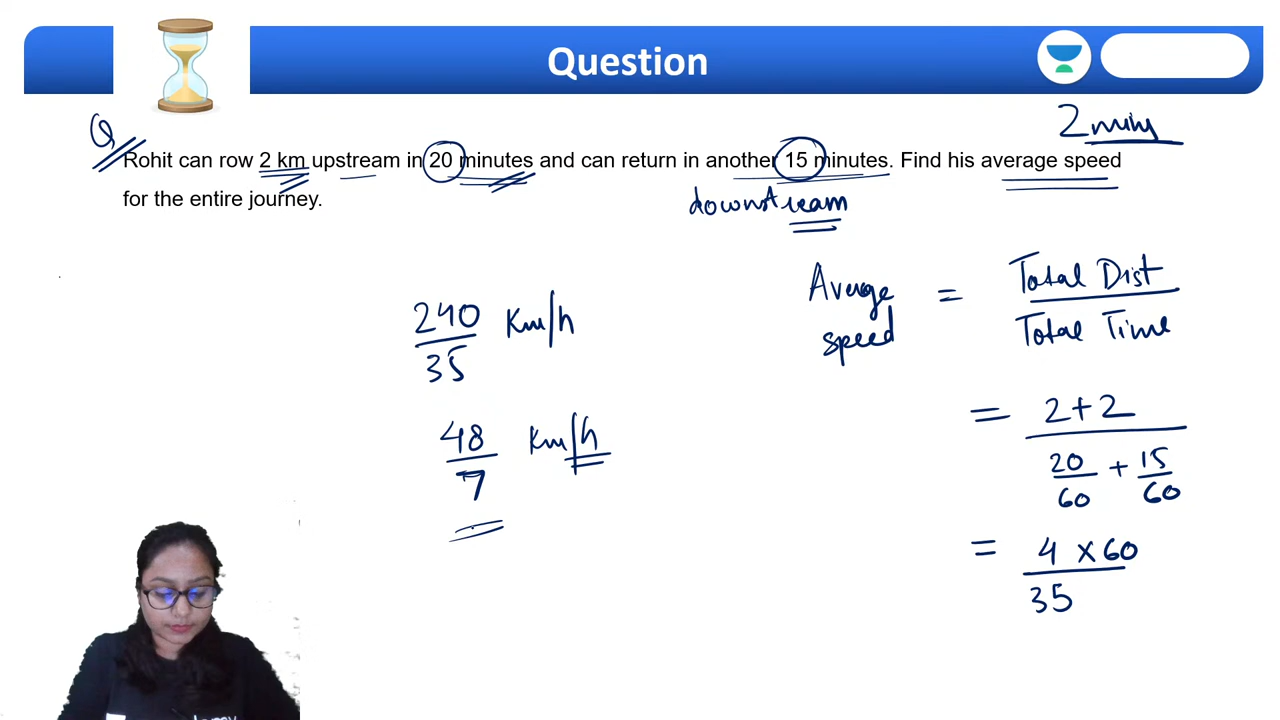 Question
2 mins
Q
Rohit can row 2 km upstream in 20 minutes and can return in another 15 minutes. Find his average speed
for the entire journey.
downstream
Average speed = Total Dist / Total Time
= 2+2 / 20/60 + 15/60
= 4 x 60 / 35
240/35 Km/h
48/7 Km/h